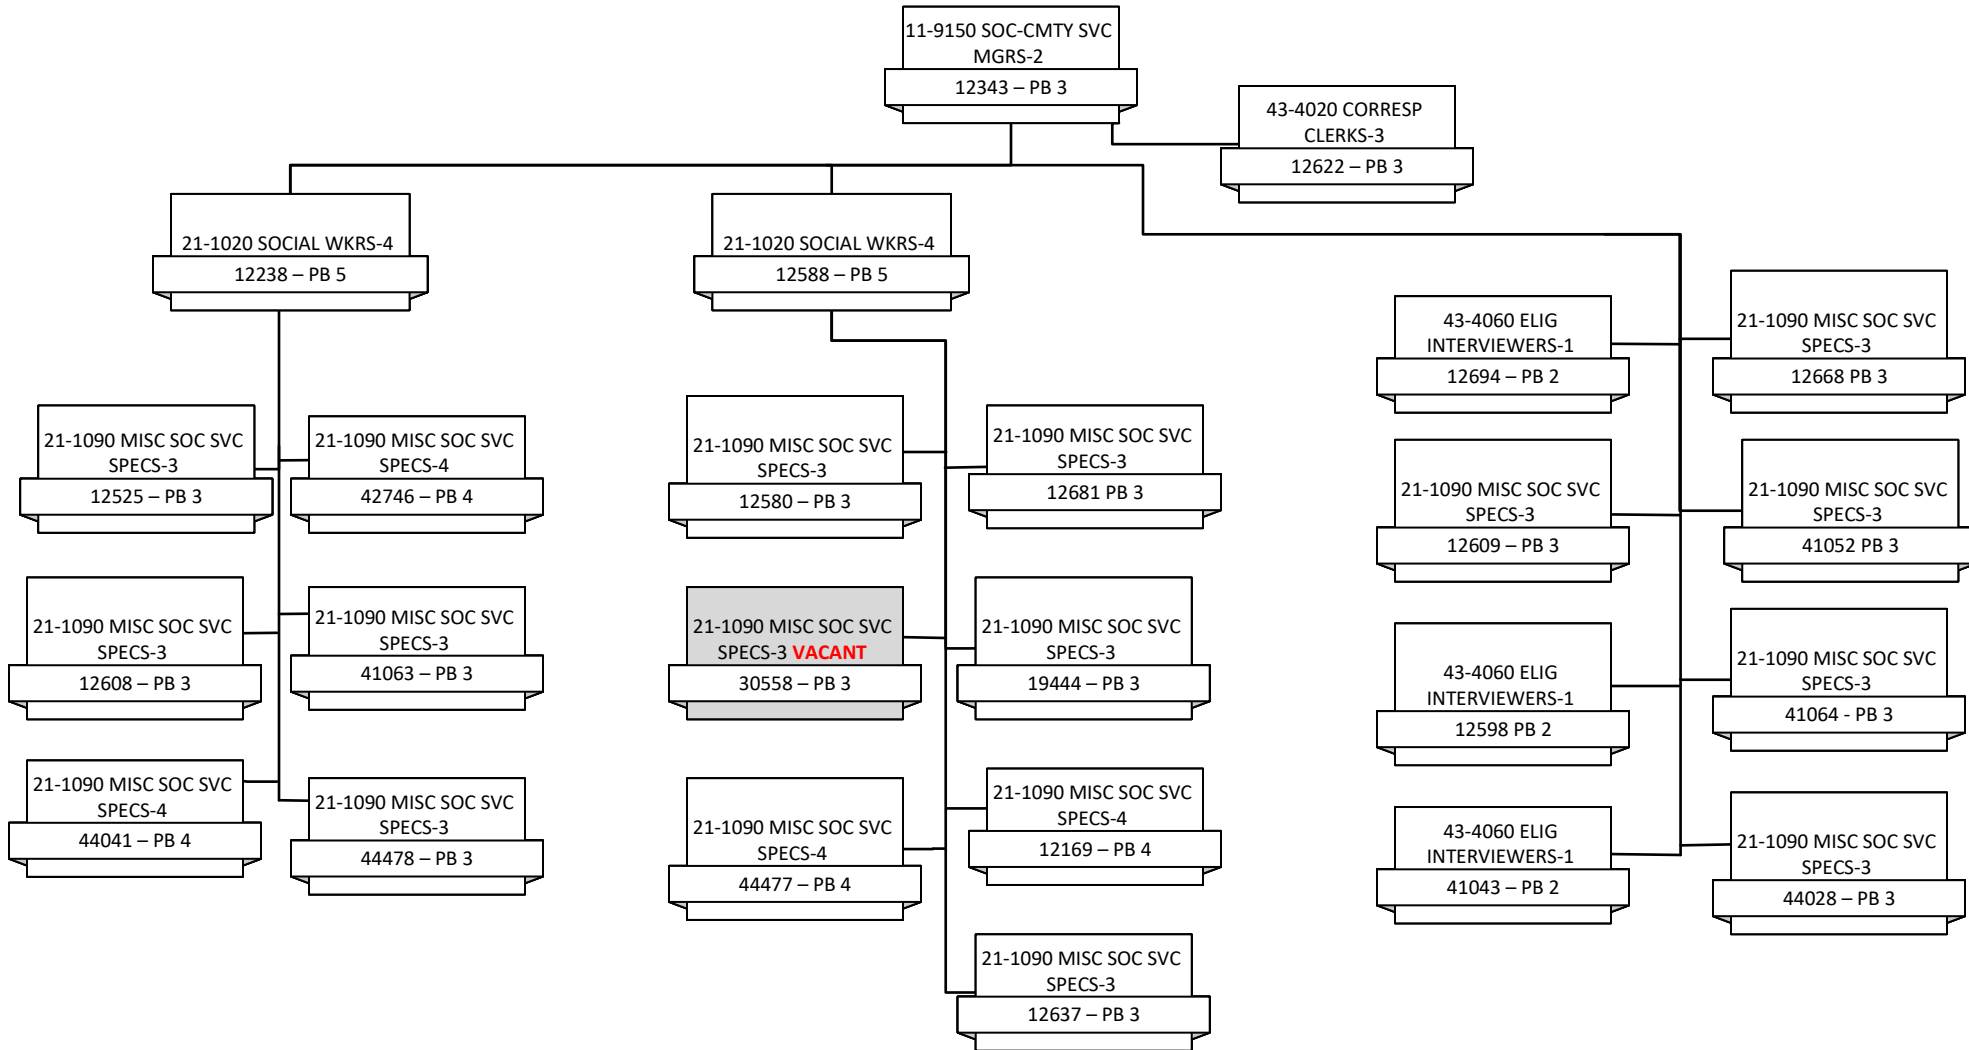 11-9150 SOC-CMTY SVC
MGRS-2
12343 – PB 3
43-4020 CORRESP
CLERKS-3
12622 – PB 3
21-1020 SOCIAL WKRS-4
12238 – PB 5
21-1020 SOCIAL WKRS-4
12588 – PB 5
21-1090 MISC SOC SVC
SPECS-3
12525 – PB 3
21-1090 MISC SOC SVC
SPECS-4
42746 – PB 4
21-1090 MISC SOC SVC
SPECS-3
12608 – PB 3
21-1090 MISC SOC SVC
SPECS-3
41063 – PB 3
21-1090 MISC SOC SVC
SPECS-4
44041 – PB 4
21-1090 MISC SOC SVC
SPECS-3
44478 – PB 3
21-1090 MISC SOC SVC
SPECS-3
12580 – PB 3
21-1090 MISC SOC SVC
SPECS-3
12681 PB 3
21-1090 MISC SOC SVC
SPECS-3 VACANT
30558 – PB 3
21-1090 MISC SOC SVC
SPECS-3
19444 – PB 3
21-1090 MISC SOC SVC
SPECS-4
44477 – PB 4
21-1090 MISC SOC SVC
SPECS-4
12169 – PB 4
21-1090 MISC SOC SVC
SPECS-3
12637 – PB 3
43-4060 ELIG
INTERVIEWERS-1
12694 – PB 2
21-1090 MISC SOC SVC
SPECS-3
12668 PB 3
21-1090 MISC SOC SVC
SPECS-3
12609 – PB 3
21-1090 MISC SOC SVC
SPECS-3
41052 PB 3
43-4060 ELIG
INTERVIEWERS-1
12598 PB 2
21-1090 MISC SOC SVC
SPECS-3
41064 - PB 3
43-4060 ELIG
INTERVIEWERS-1
41043 – PB 2
21-1090 MISC SOC SVC
SPECS-3
44028 – PB 3